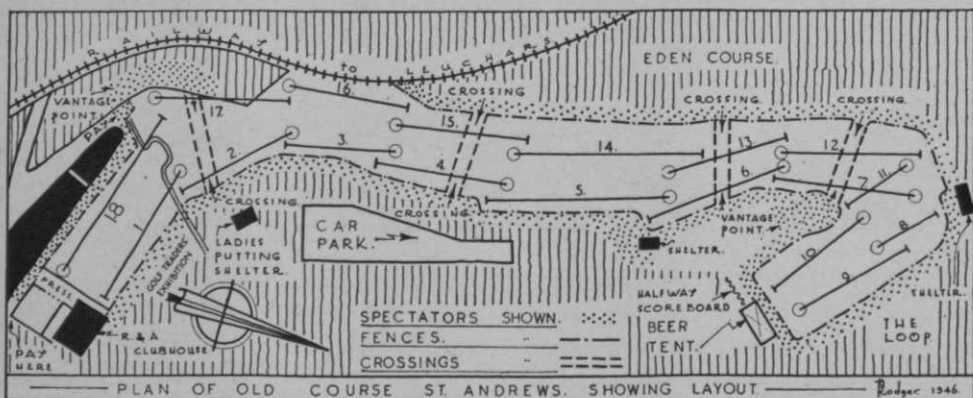 RAILWAY
to
LEUCHARS
EDEN COURSE.
VANTAGE
POINT.
PAY
17.
16.
CROSSING
CROSSING.
CROSSING.
15.
2.
3.
4.
14.
13.
12.
5.
6.
7.
11.
18
1
CROSSING.
LADIES
PUTTING
SHELTER.
CROSSING.
CAR
PARK.
SHELTER.
VANTAGE
POINT.
10
8
9
SHELTER.
GOLF TRADERS'
EXHIBITION
PRESS
R. & A
CLUBHOUSE
PAY
HERE
HALFWAY
SCOREBOARD
BEER
TENT.
THE
LOOP.
SPECTATORS SHOWN.
FENCES. "
CROSSINGS "
PLAN OF OLD COURSE ST. ANDREWS. SHOWING LAYOUT
Rodger 1946.